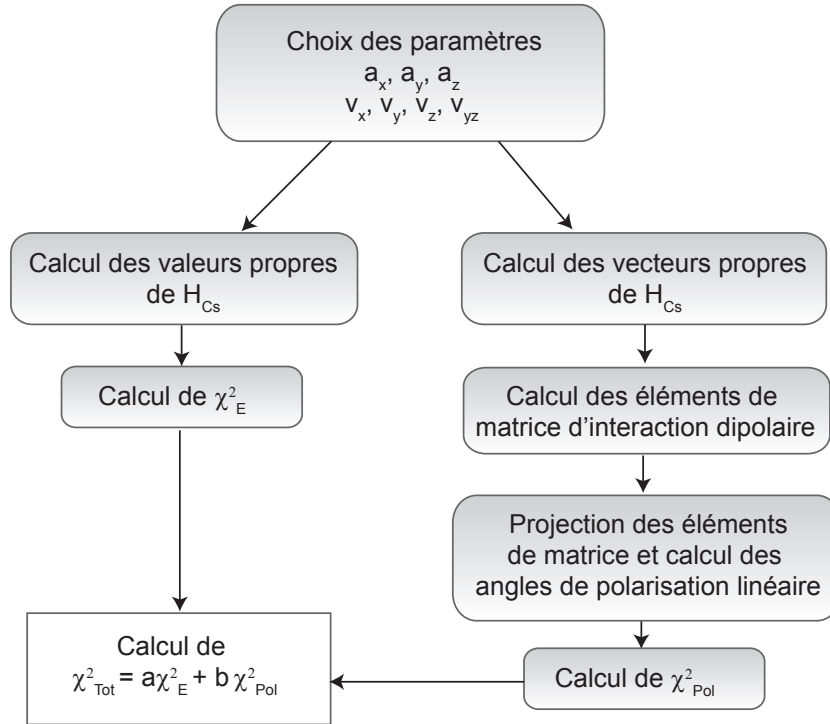 Choix des paramètres
a_x, a_y, a_z
v_x, v_y, v_z, v_yz
Calcul des valeurs propres
de H_Cs
Calcul de χ²_E
Calcul des vecteurs propres
de H_Cs
Calcul des éléments de
matrice d'interaction dipolaire
Projection des éléments
de matrice et calcul des
angles de polarisation linéaire
Calcul de χ²_Pol
Calcul de
χ²_Tot = aχ²_E + b χ²_Pol